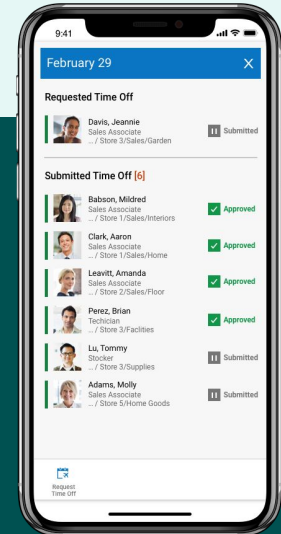 9:41
February 29 X
Requested Time Off
Davis, Jeannie
Sales Associate
.../ Store 3/Sales/Garden
Submitted
Submitted Time Off [6]
Babson, Mildred
Sales Associate
.../ Store 1/Sales/Interiors
Approved
Clark, Aaron
Sales Associate
.../ Store 1/Sales/Home
Approved
Leavitt, Amanda
Sales Associate
.../ Store 2/Sales/Floor
Approved
Perez, Brian
Techician
.../ Store 3/Faclities
Approved
Lu, Tommy
Stocker
.../ Store 3/Supplies
Submitted
Adams, Molly
Sales Associate
.../ Store 5/Home Goods
Submitted
Request
Time Off